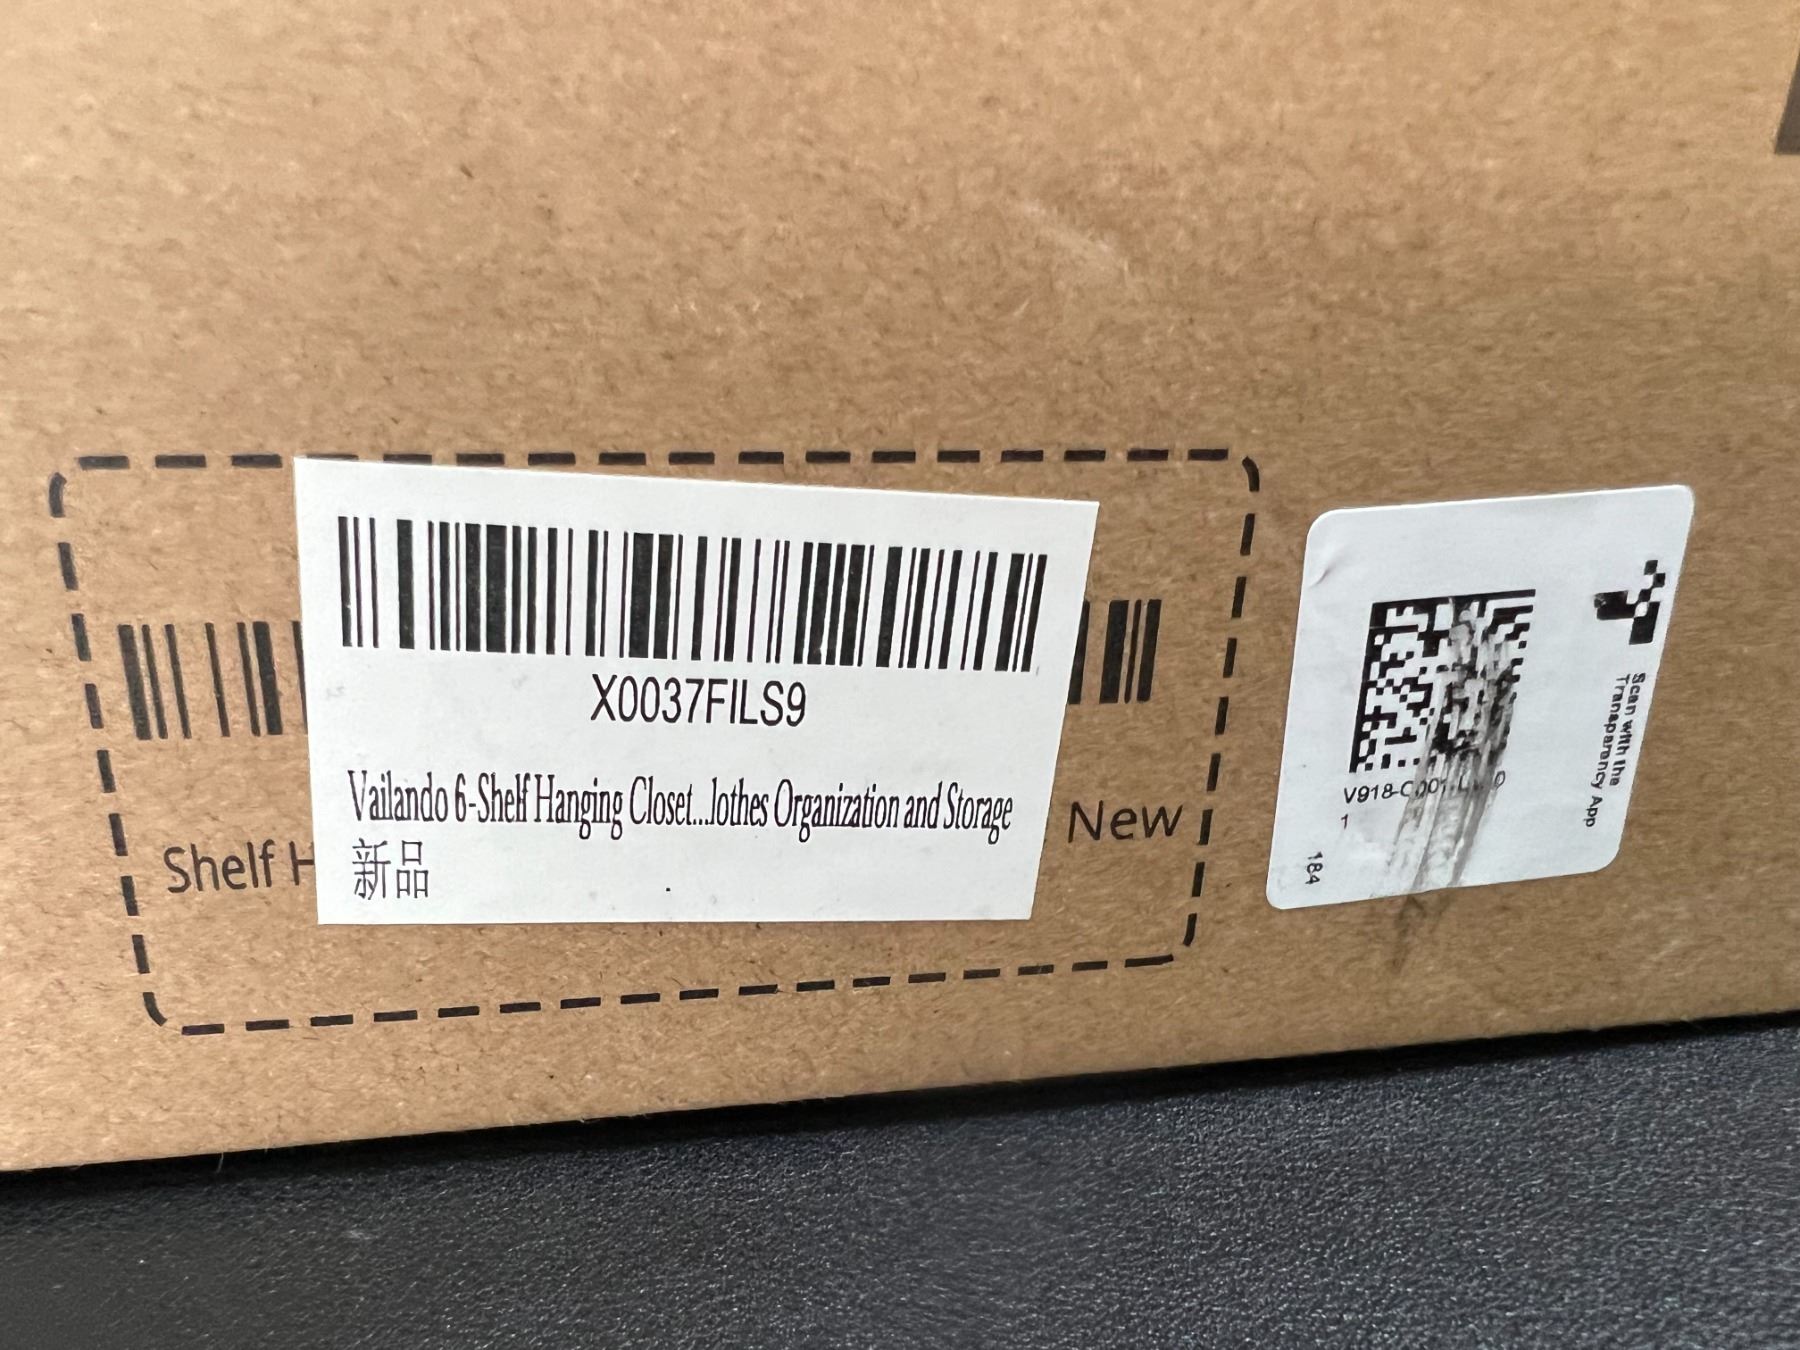 X0037FILS9
Vailando 6-Shelf Hanging Closet...lothes Organization and Storage
新品
Shelf H
New
Scan with the
Transparency App
1
184